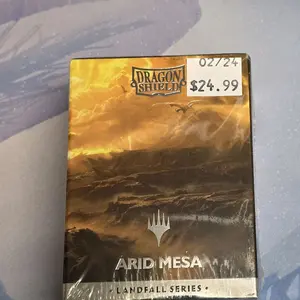 DRAGON
SHIELD
02/24
$24.99
ARID MESA
· LANDFALL SERIES ·